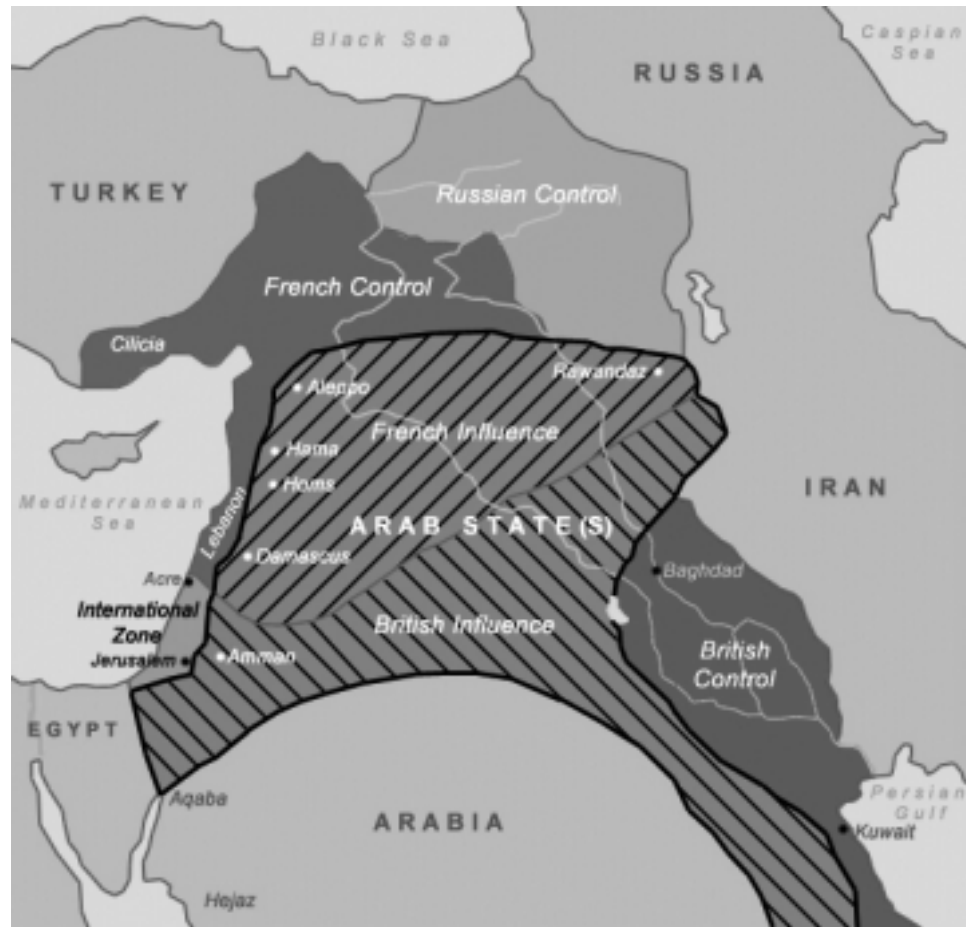 Black Sea
Caspian
Sea
RUSSIA
TURKEY
Russian Control
French Control
Cilicia
Aleppo
Rawandaz
French Influence
Hama
Homs
IRAN
Mediterranean
Sea
Lebanon
ARAB STATE(S)
Damascus
Baghdad
Acre
International
Zone
British Influence
Jerusalem
Amman
British
Control
EGYPT
Aqaba
Persian
Gulf
ARABIA
Kuwait
Hejaz